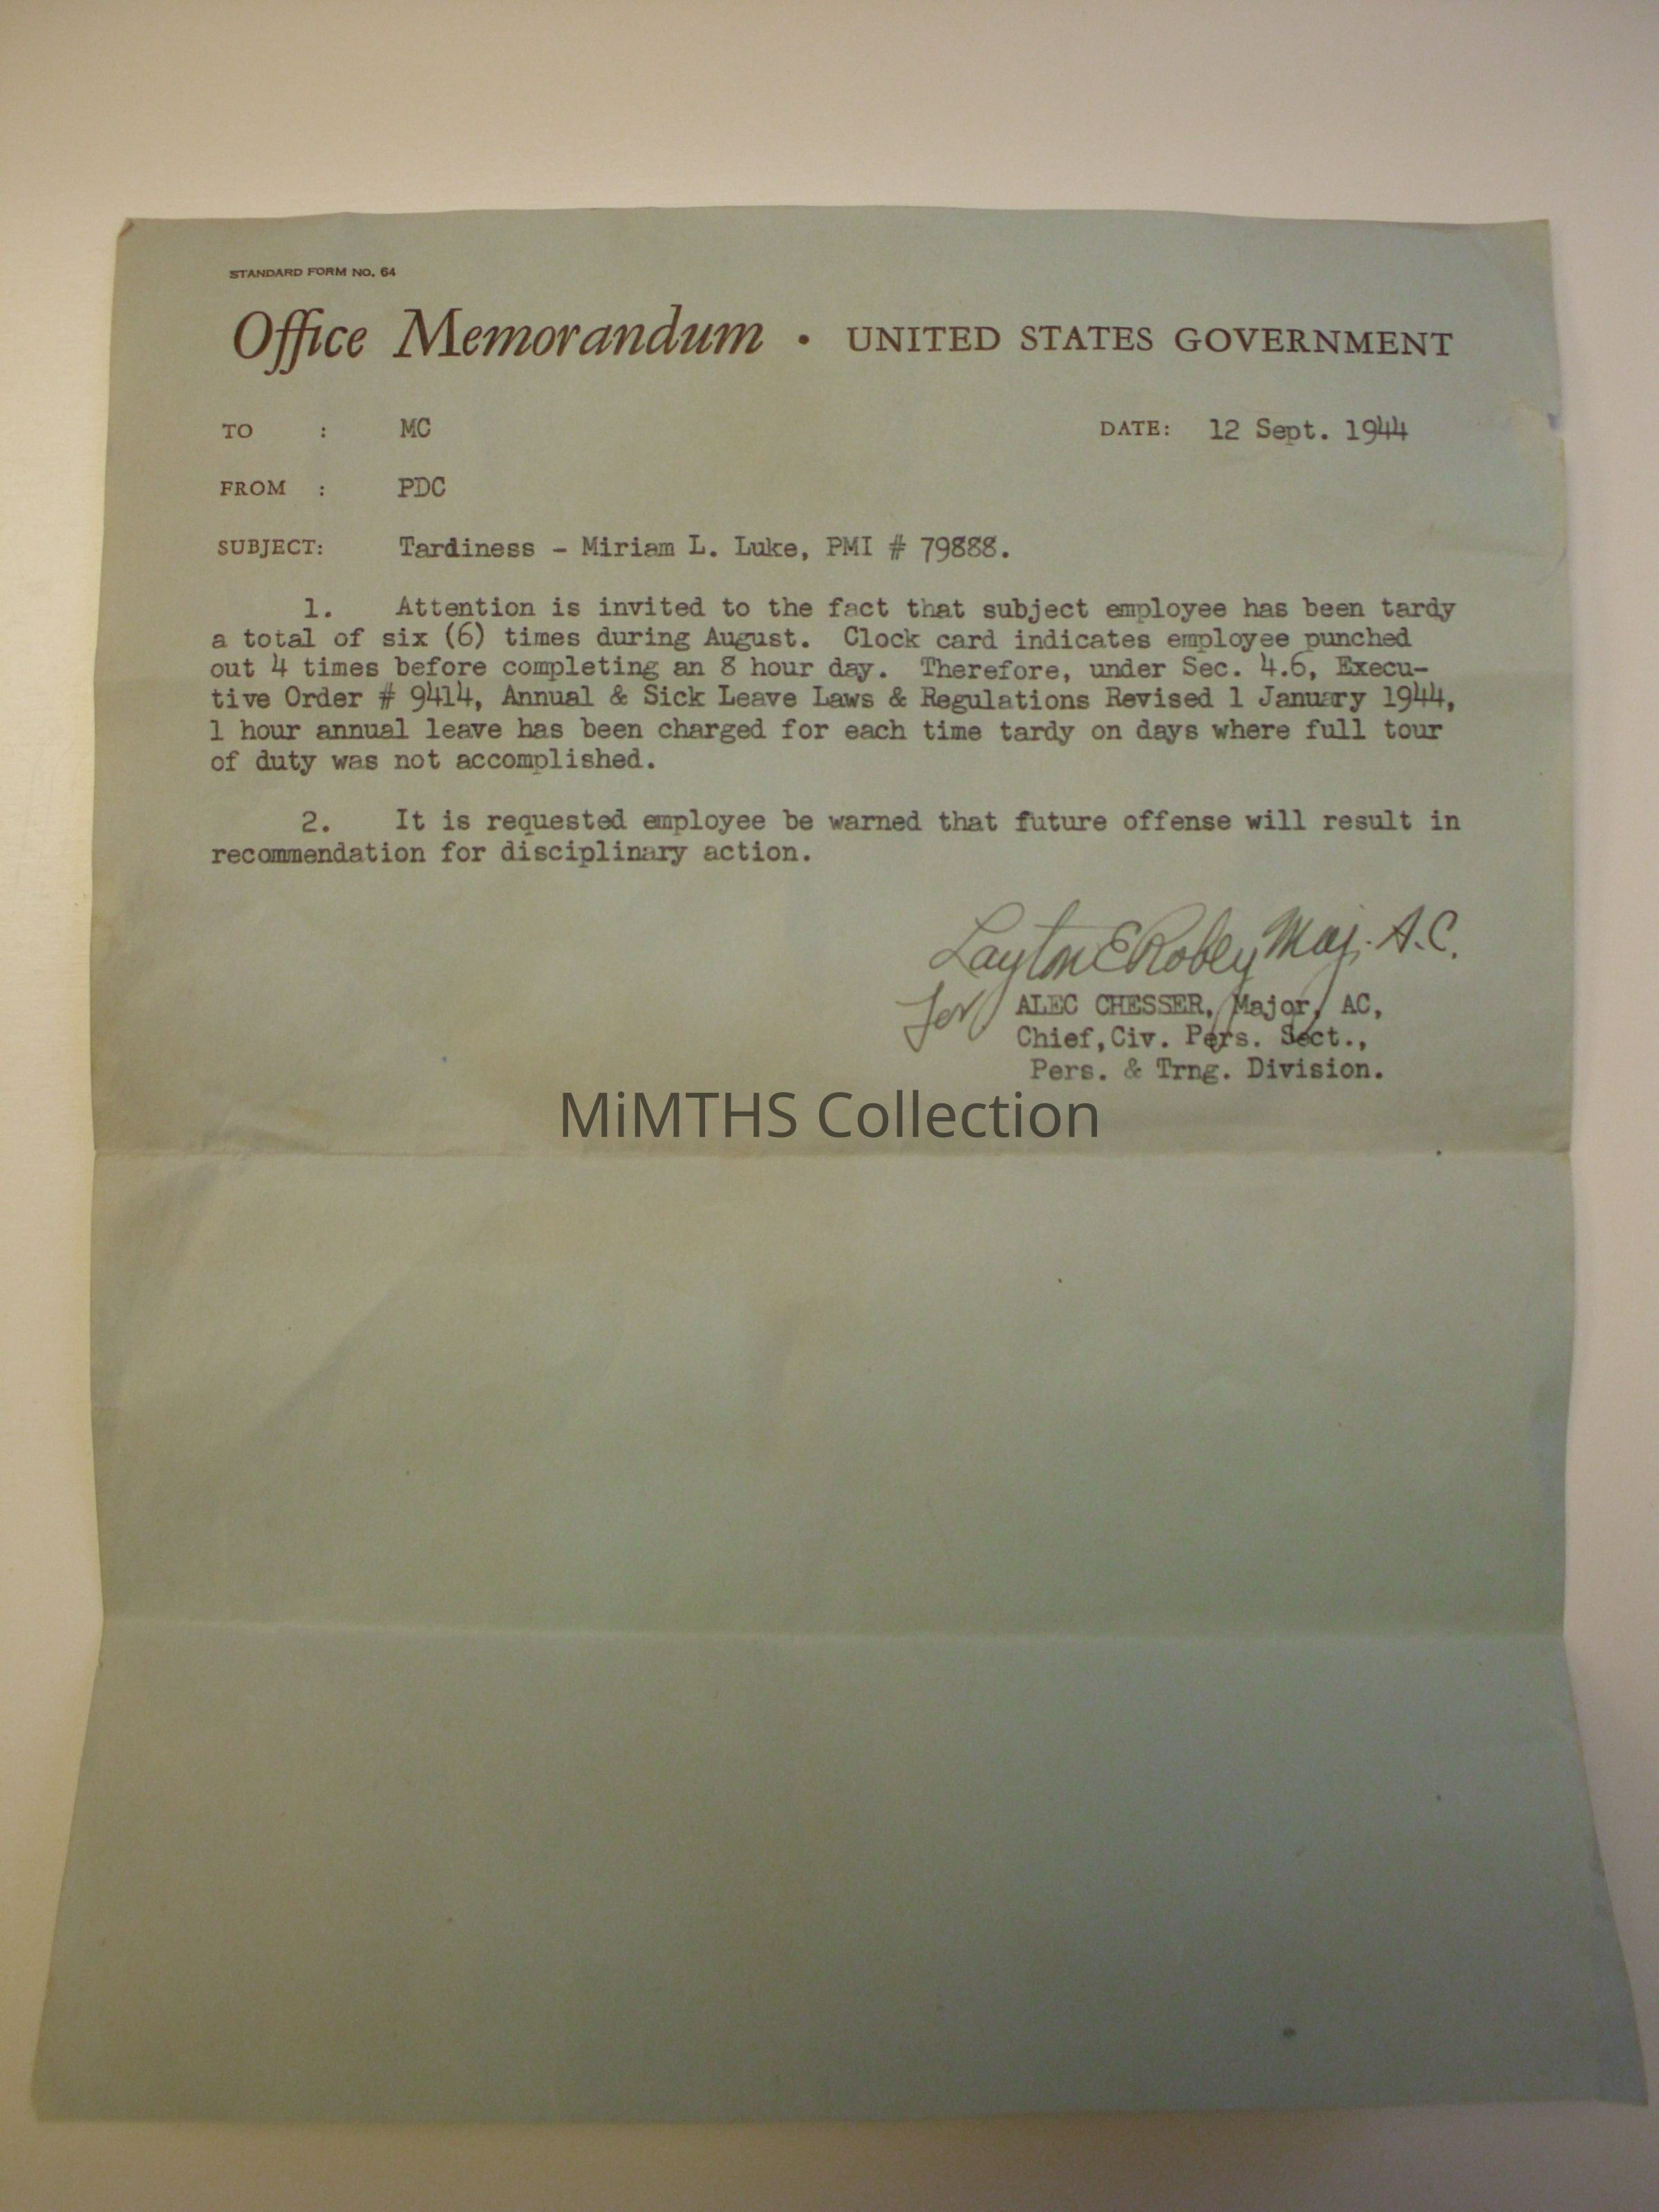 STANDARD FORM NO. 64
Office Memorandum • UNITED STATES GOVERNMENT
TO : MC DATE: 12 Sept. 1944
FROM : PDC
SUBJECT: Tardiness - Miriam L. Luke, PMI # 79888.
1. Attention is invited to the fact that subject employee has been tardy
a total of six (6) times during August. Clock card indicates employee punched
out 4 times before completing an 8 hour day. Therefore, under Sec. 4.6, Execu-
tive Order # 9414, Annual & Sick Leave Laws & Regulations Revised 1 January 1944,
1 hour annual leave has been charged for each time tardy on days where full tour
of duty was not accomplished.
2. It is requested employee be warned that future offense will result in
recommendation for disciplinary action.
Layton E Robey Maj. A.C.
for ALEC CHESSER, Major, AC,
Chief, Civ. Pers. Sect.,
Pers. & Trng. Division.
MiMTHS Collection